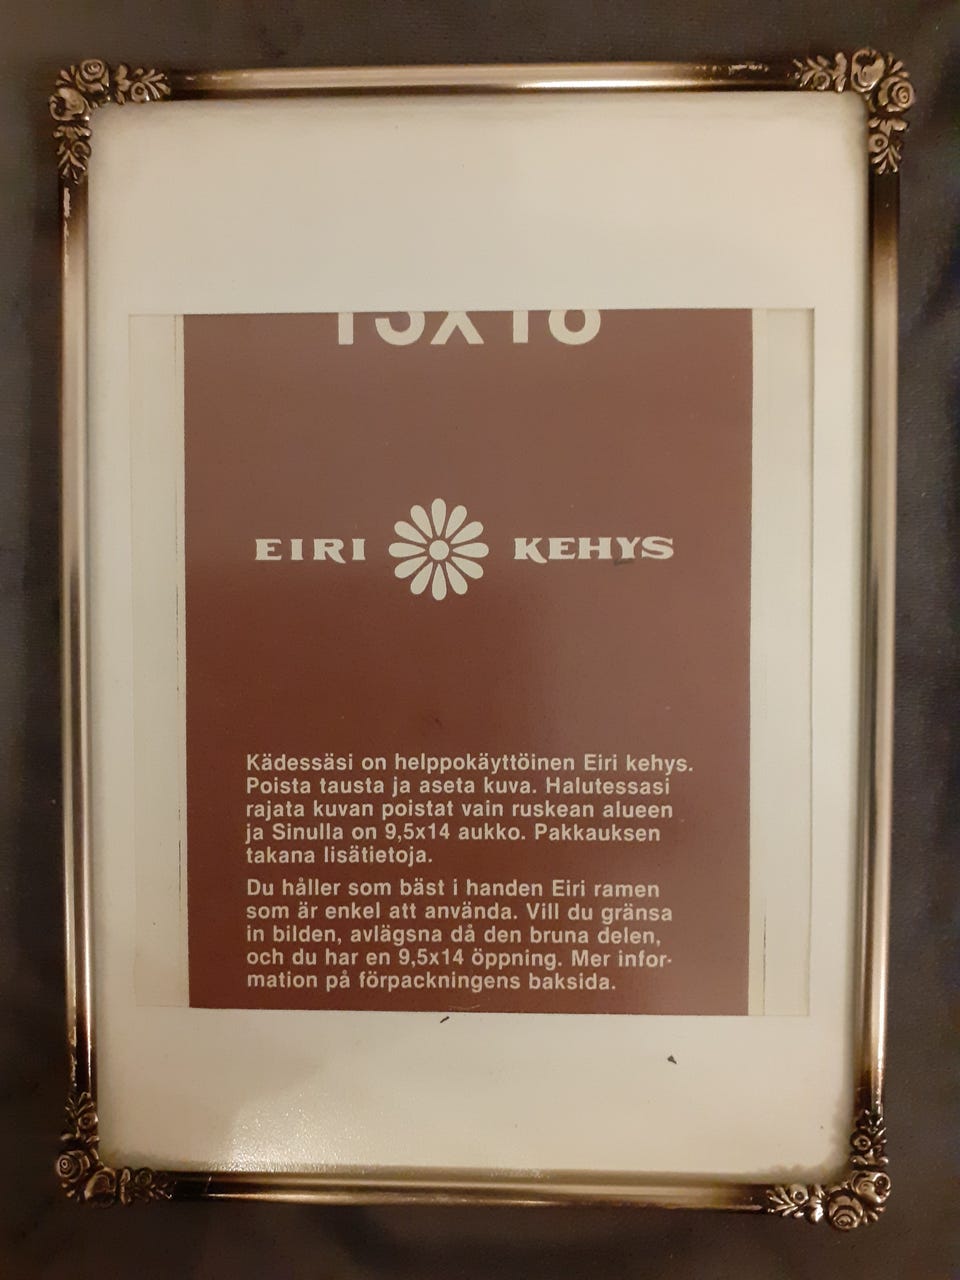 13X18
EIRI KEHYS
Kädessäsi on helppokäyttöinen Eiri kehys.
Poista tausta ja aseta kuva. Halutessasi
rajata kuvan poistat vain ruskean alueen
ja Sinulla on 9,5x14 aukko. Pakkauksen
takana lisätietoja.
Du håller som bäst i handen Eiri ramen
som är enkel att använda. Vill du gränsa
in bilden, avlägsna då den bruna delen,
och du har en 9,5x14 öppning. Mer infor-
mation på förpackningens baksida.